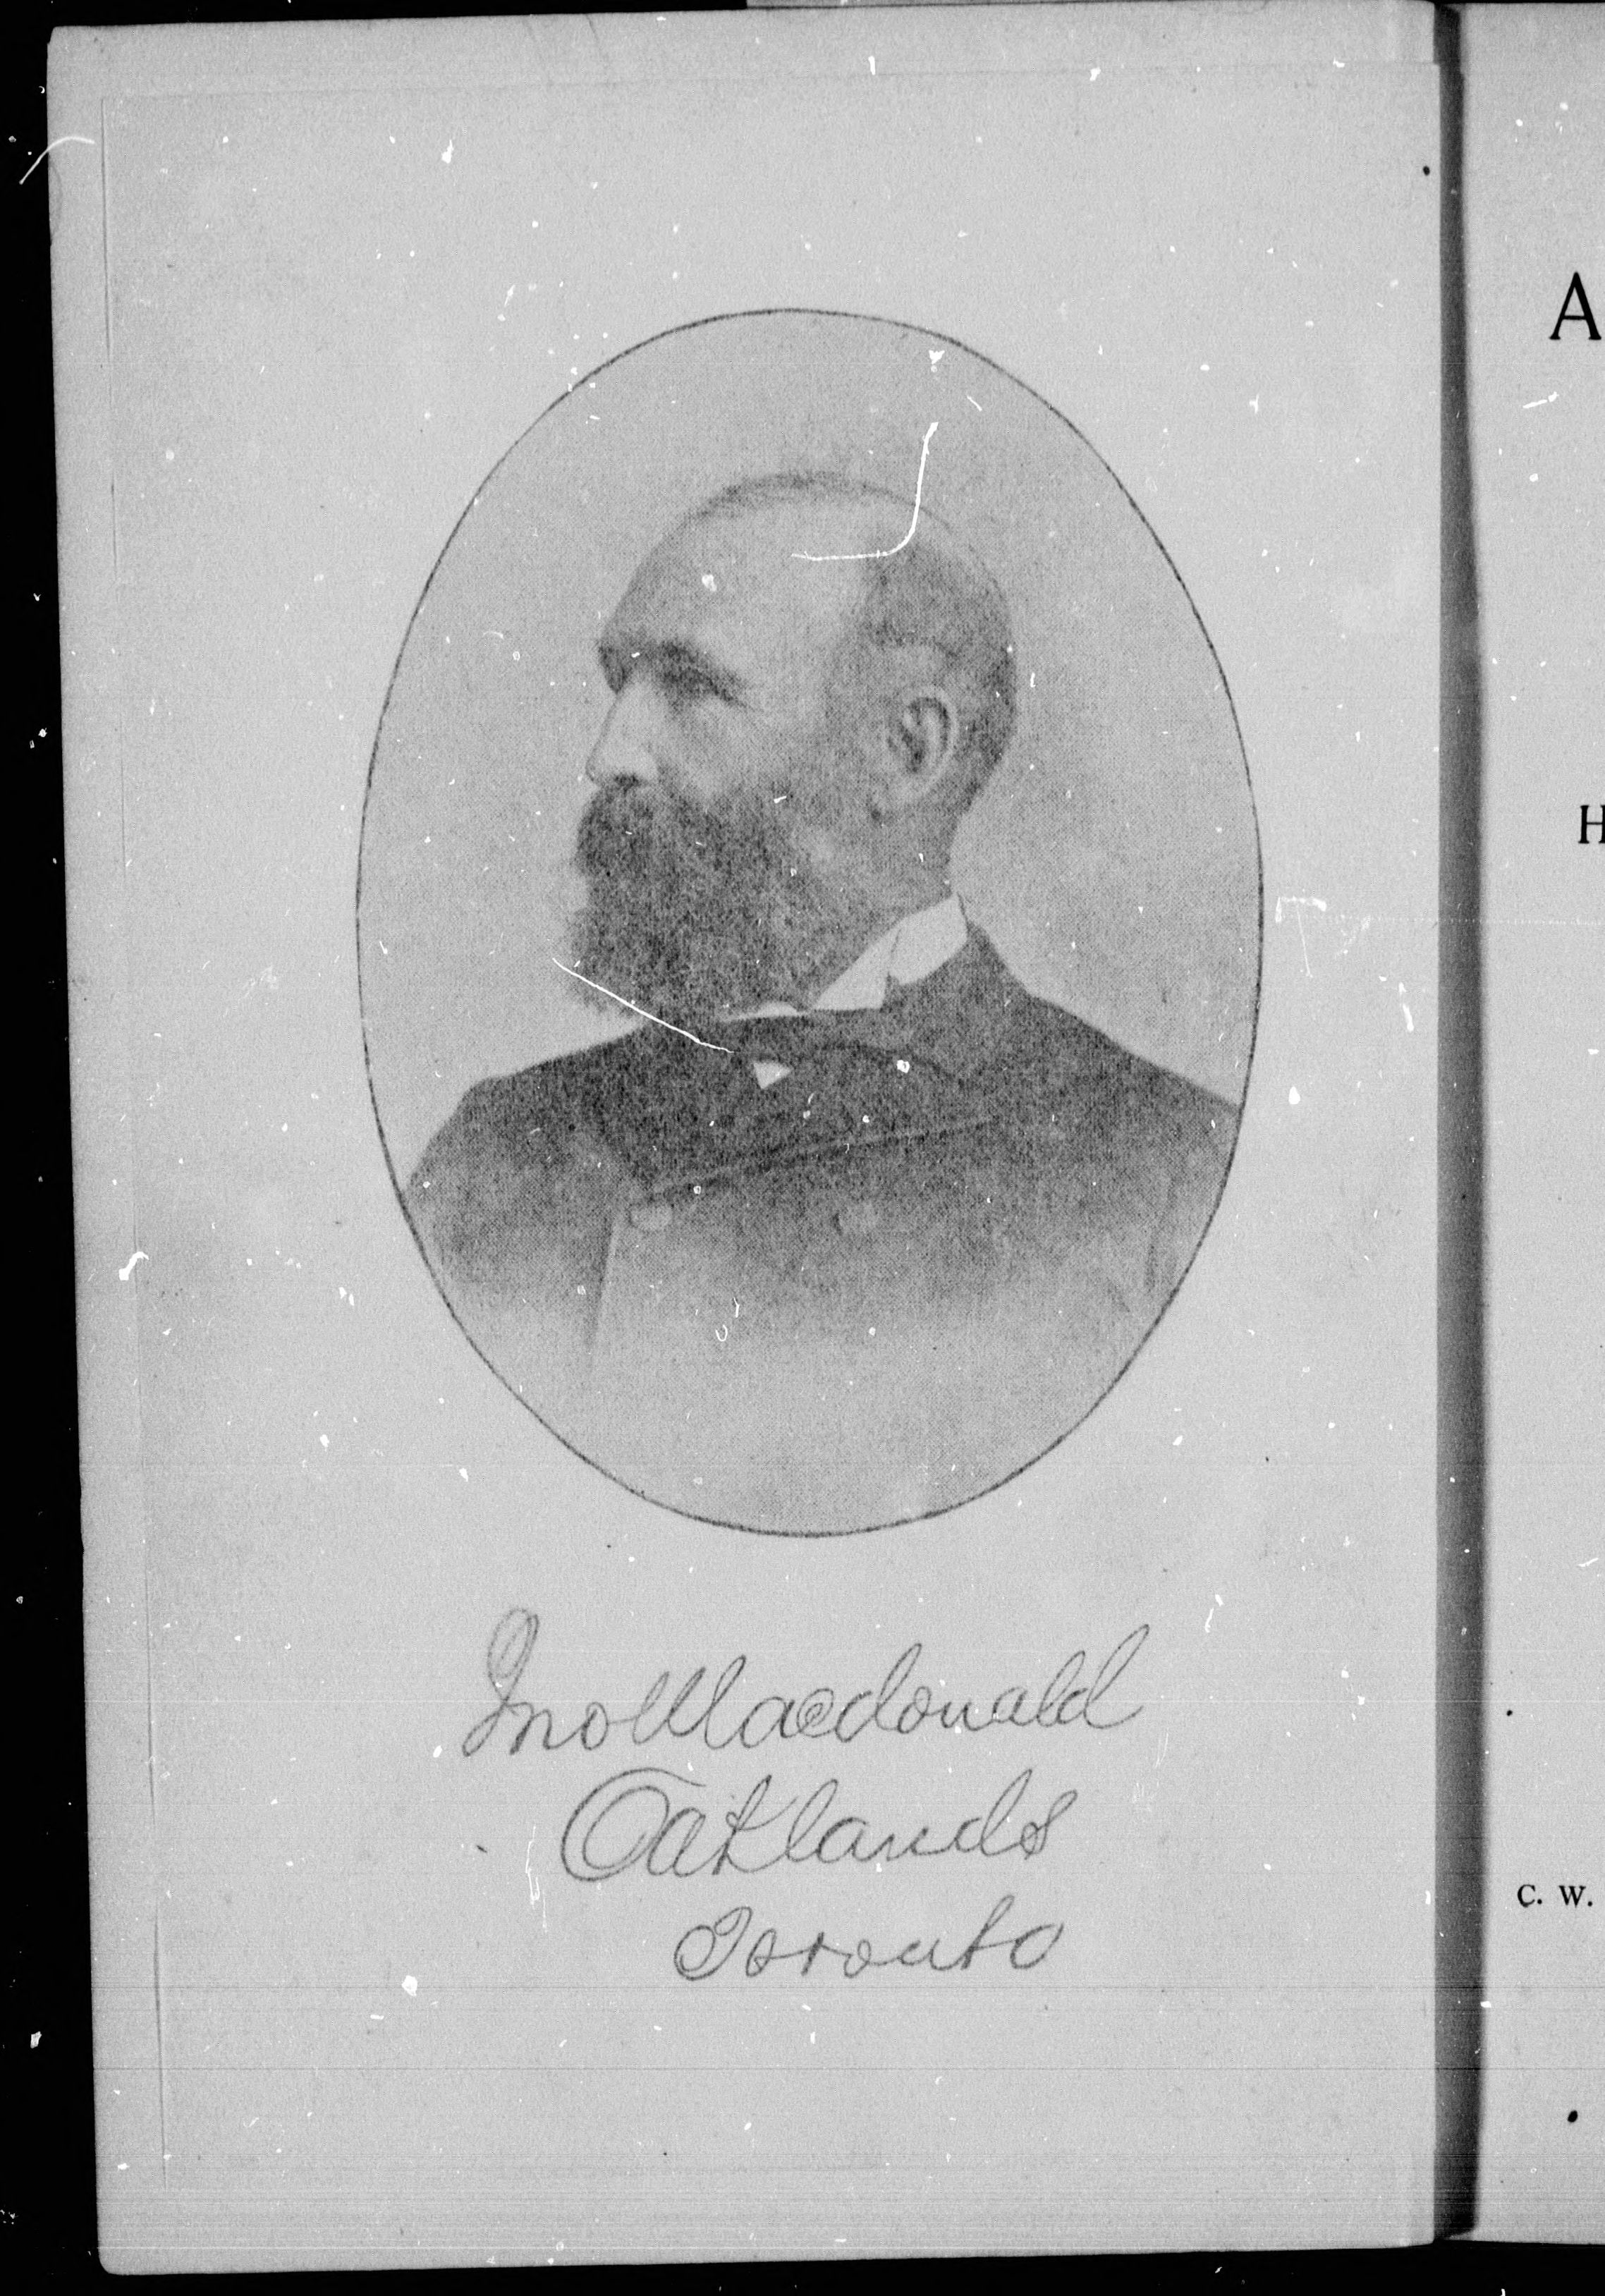 Jno Macdonald
Oaklands
Toronto
A
H
C. W.